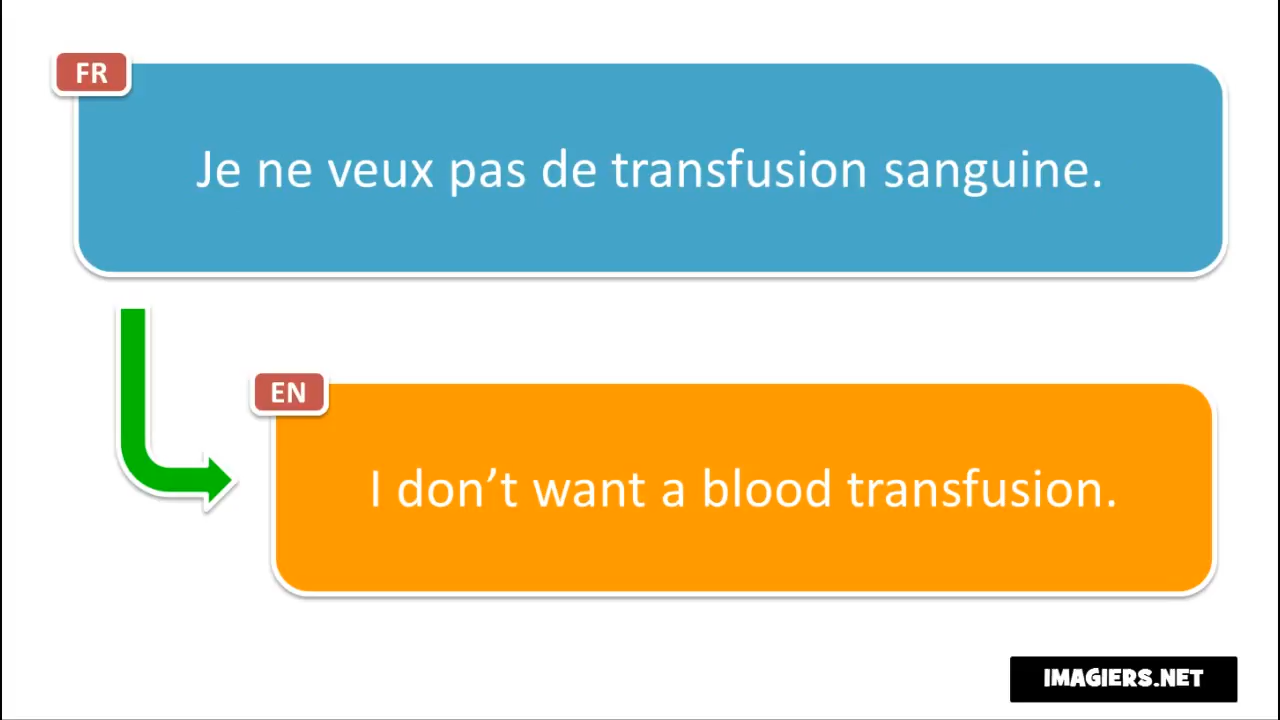 FR
Je ne veux pas de transfusion sanguine.
EN
I don’t want a blood transfusion.
IMAGIERS.NET